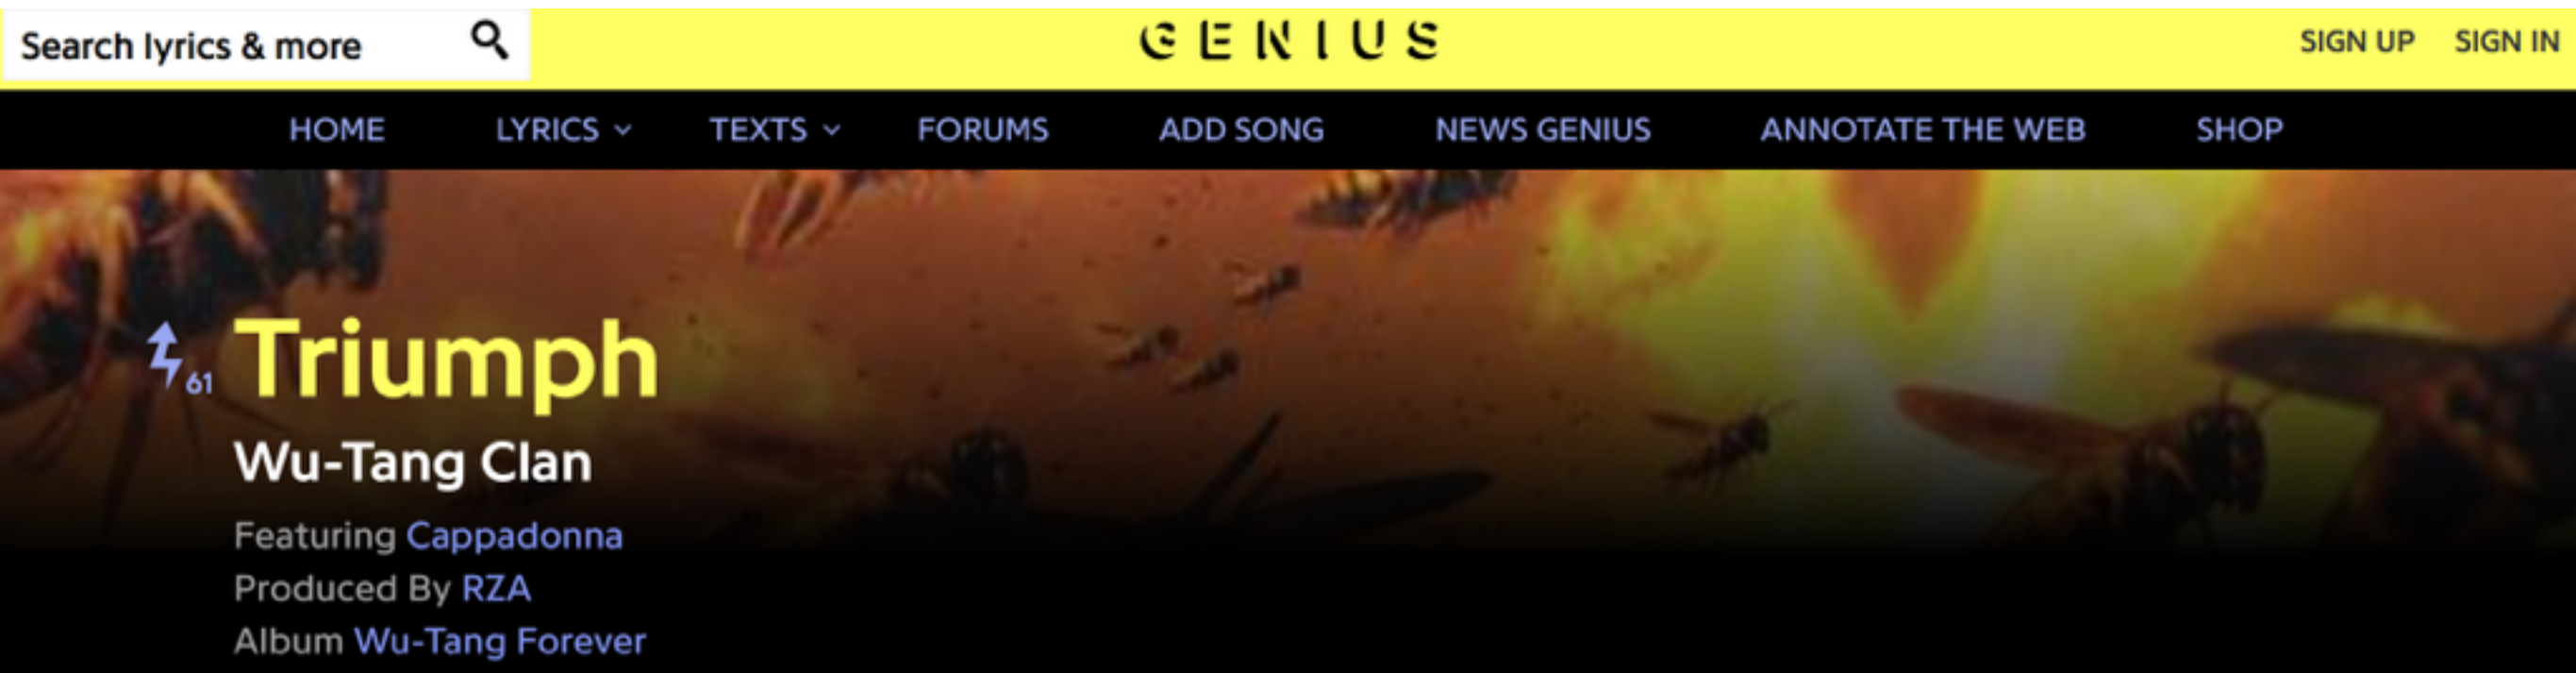 Search lyrics & more
GENIUS
SIGN UP SIGN IN
HOME LYRICS TEXTS FORUMS ADD SONG NEWS GENIUS ANNOTATE THE WEB SHOP
61
Triumph
Wu-Tang Clan
Featuring Cappadonna
Produced By RZA
Album Wu-Tang Forever